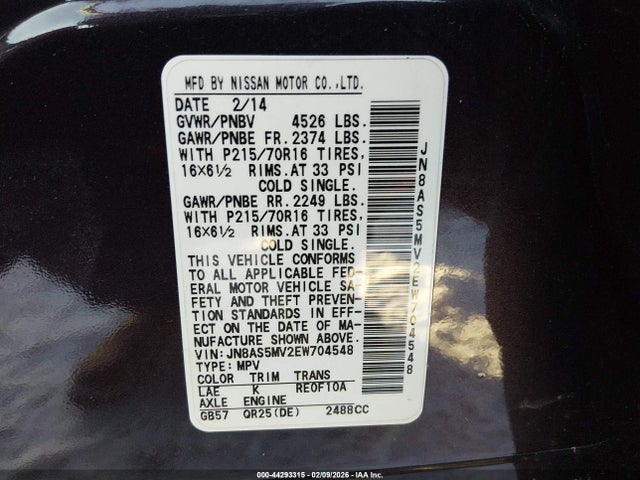 MFD BY NISSAN MOTOR CO.,LTD.
DATE 2/14
GVWR/PNBV 4526 LBS.
GAWR/PNBE FR. 2374 LBS.
WITH P215/70R16 TIRES,
16X6½ RIMS. AT 33 PSI
COLD SINGLE.
GAWR/PNBE RR. 2249 LBS.
WITH P215/70R16 TIRES,
16X6½ RIMS. AT 33 PSI
COLD SINGLE.
THIS VEHICLE CONFORMS
TO ALL APPLICABLE FED-
ERAL MOTOR VEHICLE SA-
FETY AND THEFT PREVEN-
TION STANDARDS IN EFF-
ECT ON THE DATE OF MA-
NUFACTURE SHOWN ABOVE.
VIN: JN8AS5MV2EW704548
TYPE: MPV
COLOR TRIM TRANS
LAE K RE0F10A
AXLE ENGINE
GB57 QR25(DE) 2488CC
JN8AS5MV2EW704548
000-44293315 - 02/09/2026 - IAAI Inc.